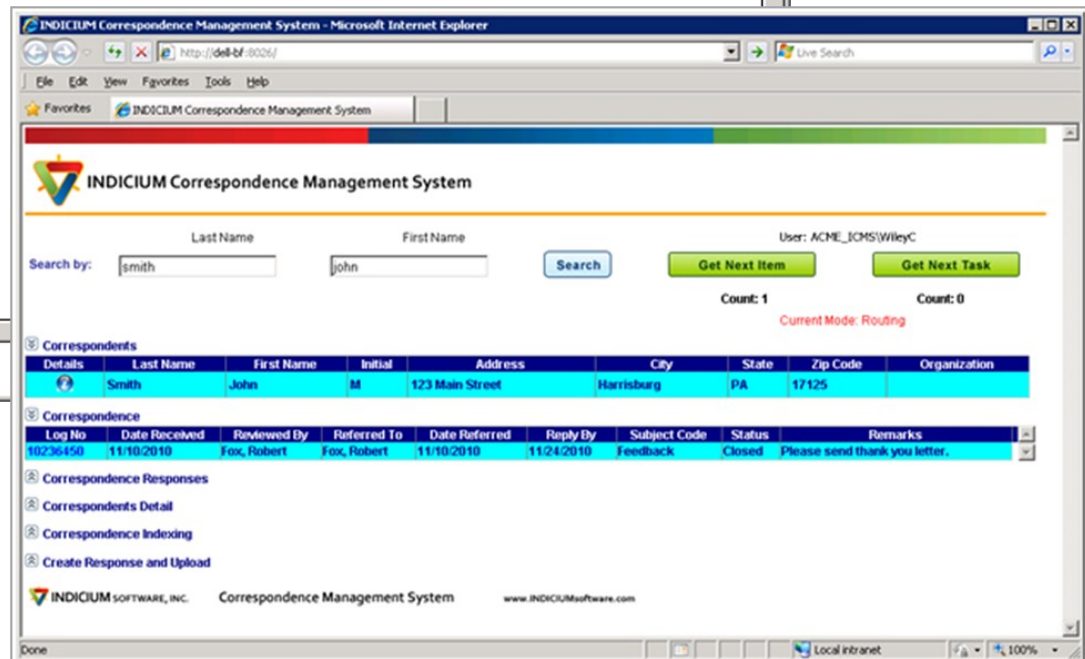 INDICIUM Correspondence Management System - Microsoft Internet Explorer
http://dell-bf:8026/
Live Search
File Edit View Favorites Tools Help
Favorites INDICIUM Correspondence Management System
INDICIUM Correspondence Management System
Last Name First Name User: ACME_ICMS\WileyC
Search by: smith john Search Get Next Item Get Next Task
Count: 1 Count: 0
Current Mode: Routing
Correspondents
Details Last Name First Name Initial Address City State Zip Code Organization
Smith John M 123 Main Street Harrisburg PA 17125
Correspondence
Log No Date Received Reviewed By Referred To Date Referred Reply By Subject Code Status Remarks
10236450 11/10/2010 Fox, Robert Fox, Robert 11/10/2010 11/24/2010 Feedback Closed Please send thank you letter.
Correspondence Responses
Correspondents Detail
Correspondence Indexing
Create Response and Upload
INDICIUM SOFTWARE, INC. Correspondence Management System www.INDICIUMsoftware.com
Done Local intranet 100%